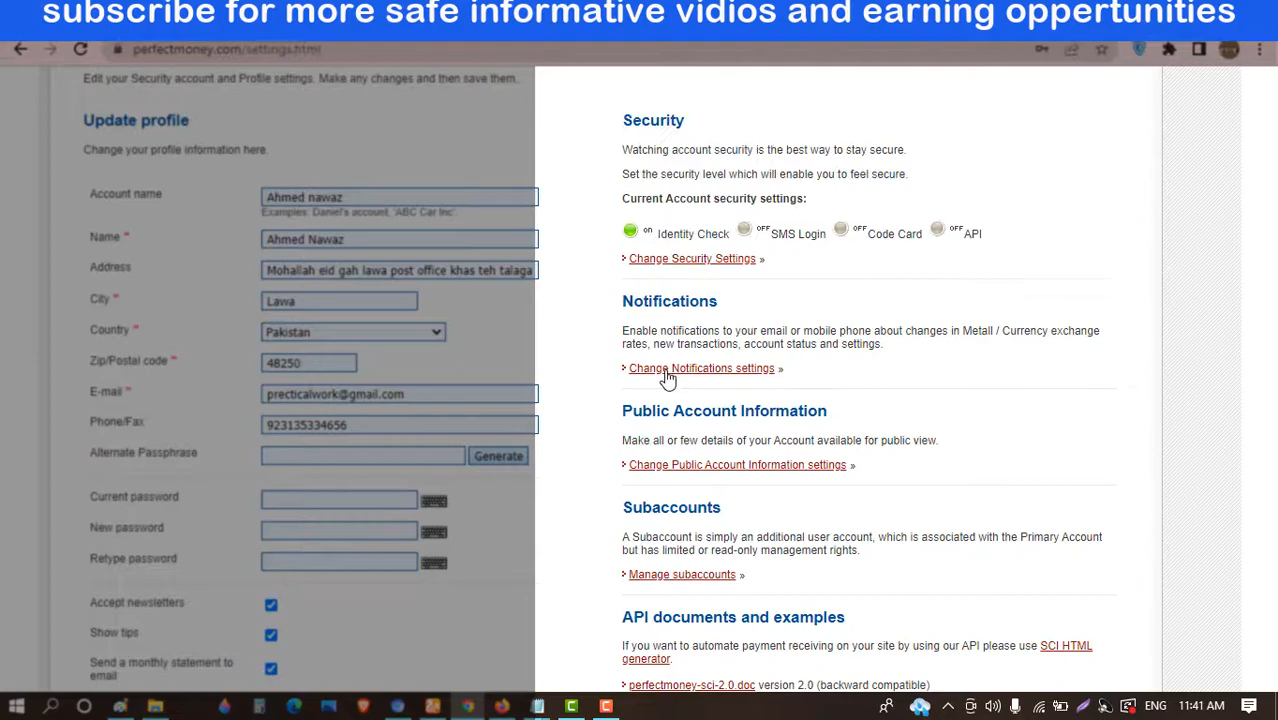 subscribe for more safe informative vidios and earning oppertunities
perfectmoney.com/settings.html
Edit your Security account and Profile settings. Make any changes and then save them.
Update profile
Change your profile information here.
Account name
Ahmed nawaz
Examples: Daniel's account, 'ABC Car Inc'.
Name *
Ahmed Nawaz
Address
Mohallah eid gah lawa post office khas teh talaga
City *
Lawa
Country *
Pakistan
Zip/Postal code *
48250
E-mail *
precticalwork@gmail.com
Phone/Fax
923135334656
Alternate Passphrase
Generate
Current password
New password
Retype password
Accept newsletters
Show tips
Send a monthly statement to
email
Security
Watching account security is the best way to stay secure.
Set the security level which will enable you to feel secure.
Current Account security settings:
ON Identity Check OFF SMS Login OFF Code Card OFF API
Change Security Settings »
Notifications
Enable notifications to your email or mobile phone about changes in Metall / Currency exchange
rates, new transactions, account status and settings.
Change Notifications settings »
Public Account Information
Make all or few details of your Account available for public view.
Change Public Account Information settings »
Subaccounts
A Subaccount is simply an additional user account, which is associated with the Primary Account
but has limited or read-only management rights.
Manage subaccounts »
API documents and examples
If you want to automate payment receiving on your site by using our API please use SCI HTML
generator.
perfectmoney-sci-2.0.doc version 2.0 (backward compatible)
ENG 11:41 AM